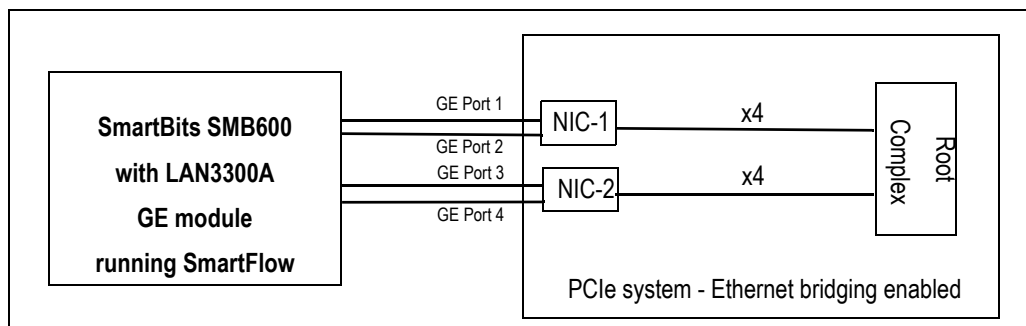 SmartBits SMB600
with LAN3300A
GE module
running SmartFlow
GE Port 1
GE Port 2
GE Port 3
GE Port 4
NIC-1
NIC-2
x4
x4
Root
Complex
PCIe system - Ethernet bridging enabled